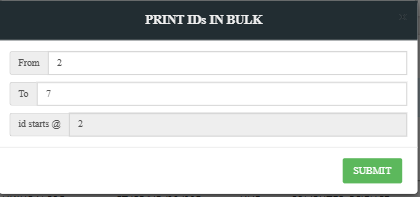 PRINT IDs IN BULK
From 2
To 7
id starts @ 2
SUBMIT